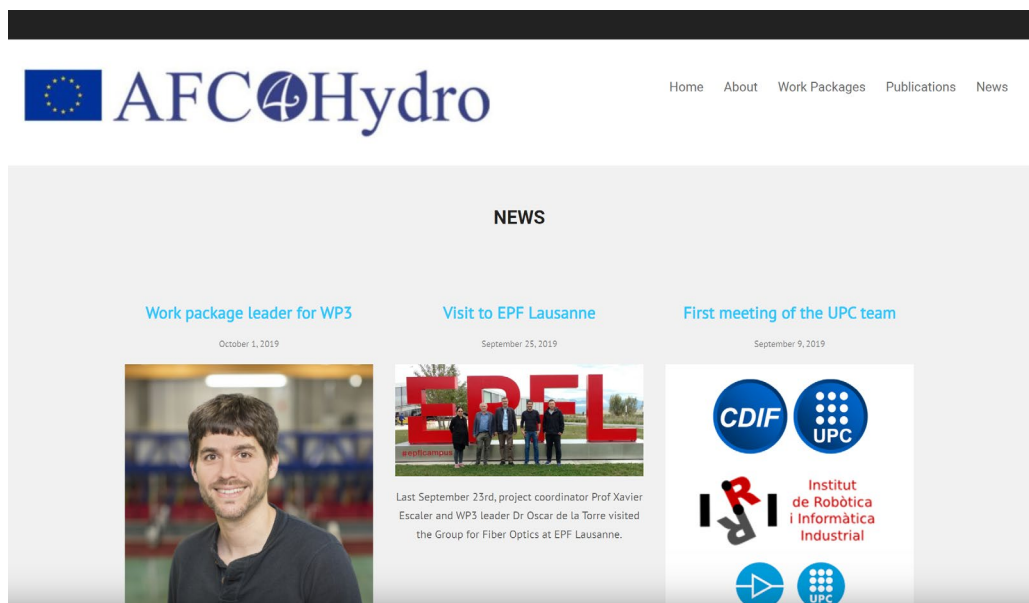 AFC4Hydro
Home About Work Packages Publications News
NEWS
Work package leader for WP3
October 1, 2019
Visit to EPF Lausanne
September 25, 2019
EPFL
#epflcampus
Last September 23rd, project coordinator Prof Xavier
Escaler and WP3 leader Dr Oscar de la Torre visited
the Group for Fiber Optics at EPF Lausanne.
First meeting of the UPC team
September 9, 2019
CDIF
UPC
IRI
Institut
de Robòtica
i Informàtica
Industrial
UPC